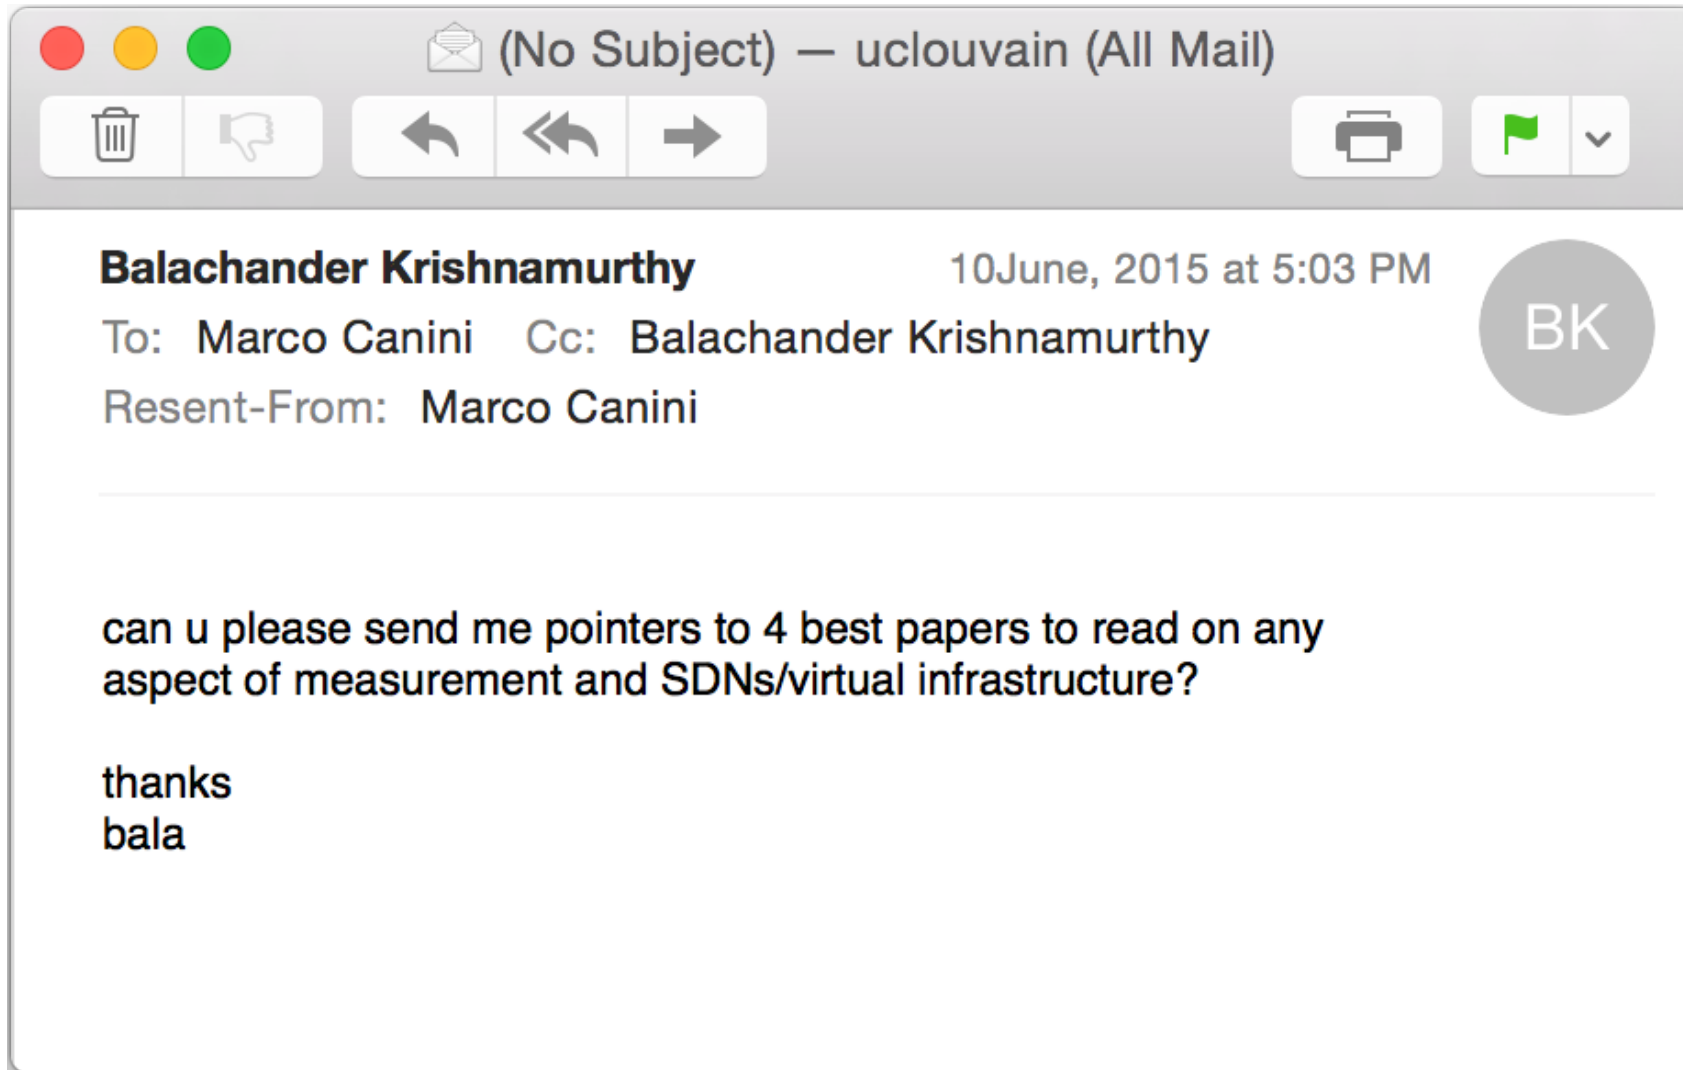 (No Subject) — uclouvain (All Mail)
Balachander Krishnamurthy 10June, 2015 at 5:03 PM
BK
To: Marco Canini Cc: Balachander Krishnamurthy
Resent-From: Marco Canini
can u please send me pointers to 4 best papers to read on any
aspect of measurement and SDNs/virtual infrastructure?
thanks
bala